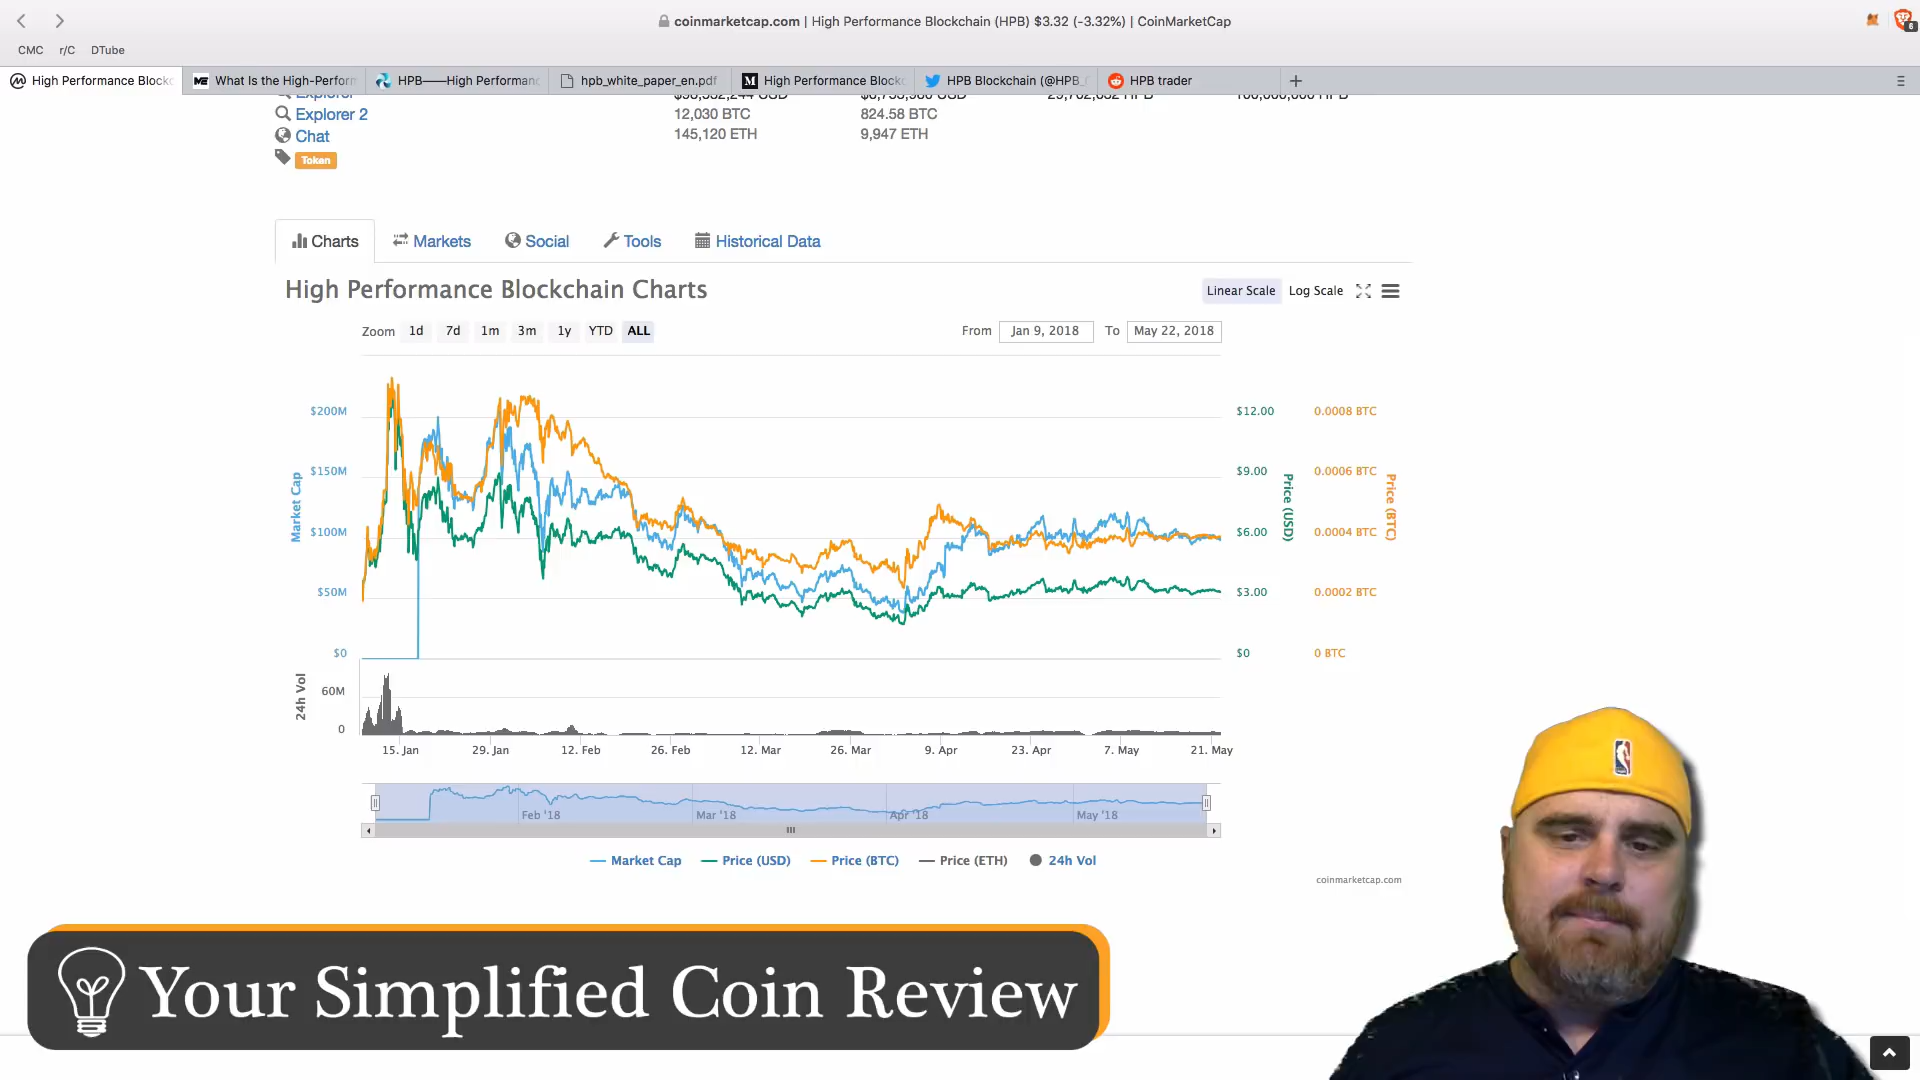 coinmarketcap.com | High Performance Blockchain (HPB) $3.32 (-3.32%) | CoinMarketCap
6
CMC r/C DTube
High Performance Blockc What Is the High-Perform HPB——High Performanc hpb_white_paper_en.pdf High Performance Blockc HPB Blockchain (@HPB_ HPB trader
Explorer
Explorer 2
12,030 BTC 824.58 BTC
Chat
145,120 ETH 9,947 ETH
Token
Charts Markets Social Tools Historical Data
High Performance Blockchain Charts
Linear Scale Log Scale
Zoom 1d 7d 1m 3m 1y YTD ALL
From Jan 9, 2018 To May 22, 2018
$200M $12.00 0.0008 BTC
$150M $9.00 0.0006 BTC
$100M $6.00 0.0004 BTC
$50M $3.00 0.0002 BTC
$0 $0 0 BTC
Market Cap
Price (USD)
Price (BTC)
24h Vol
60M
0
15. Jan 29. Jan 12. Feb 26. Feb 12. Mar 26. Mar 9. Apr 23. Apr 7. May 21. May
Feb '18 Mar '18 Apr '18 May '18
Market Cap Price (USD) Price (BTC) Price (ETH) 24h Vol
coinmarketcap.com
Your Simplified Coin Review